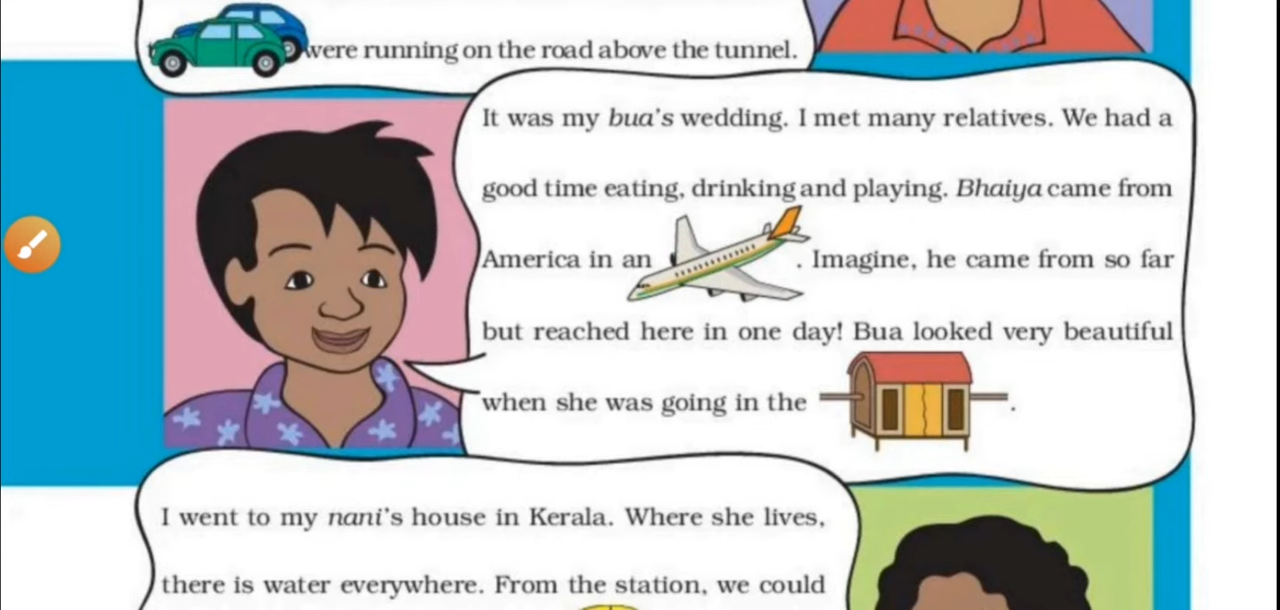 were running on the road above the tunnel.
It was my bua's wedding. I met many relatives. We had a
good time eating, drinking and playing. Bhaiya came from
America in an . Imagine, he came from so far
but reached here in one day! Bua looked very beautiful
when she was going in the .
I went to my nani's house in Kerala. Where she lives,
there is water everywhere. From the station, we could